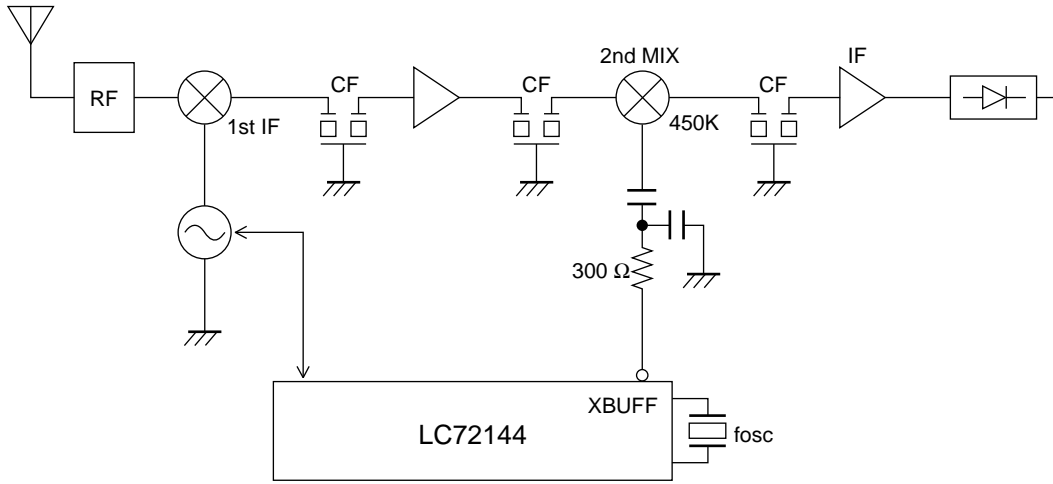 2nd MIX
IF
CF
CF
CF
RF
1st IF
450K
300 Ω
XBUFF
LC72144
fosc